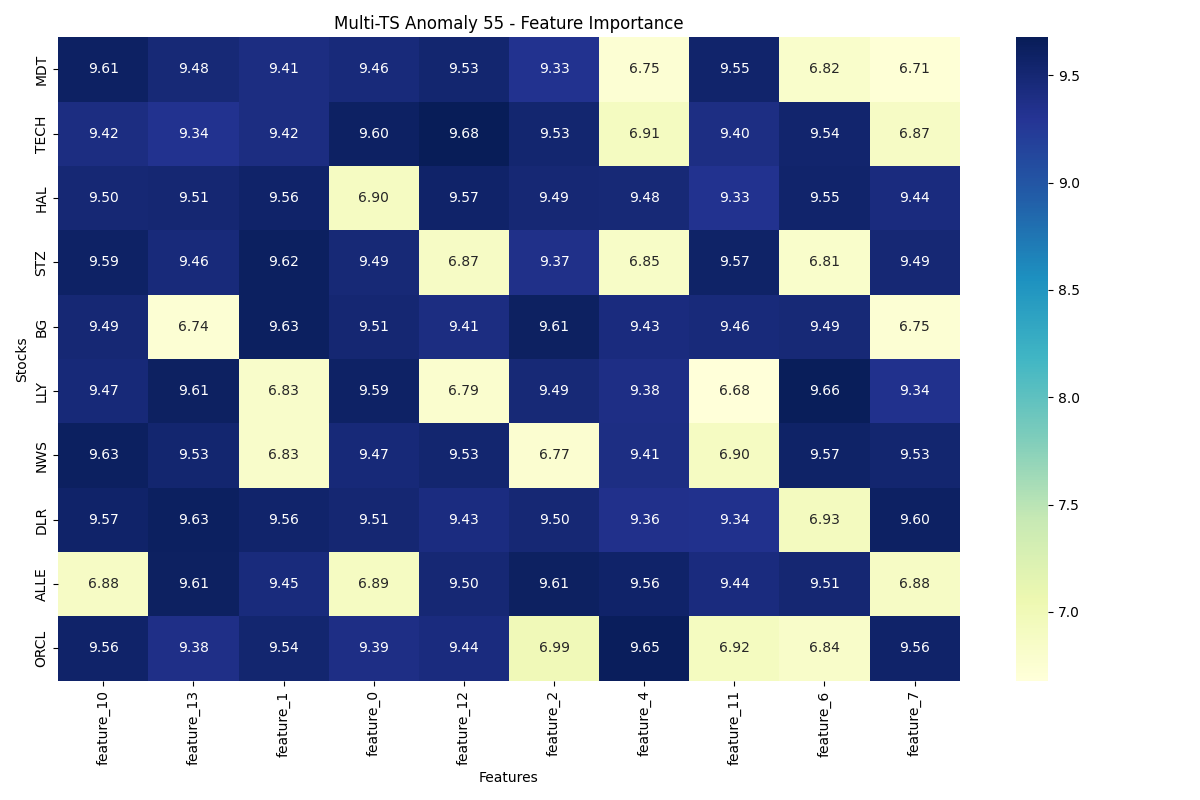 Multi-TS Anomaly 55 - Feature Importance
Stocks
MDT 9.61 9.48 9.41 9.46 9.53 9.33 6.75 9.55 6.82 6.71
TECH 9.42 9.34 9.42 9.60 9.68 9.53 6.91 9.40 9.54 6.87
HAL 9.50 9.51 9.56 6.90 9.57 9.49 9.48 9.33 9.55 9.44
STZ 9.59 9.46 9.62 9.49 6.87 9.37 6.85 9.57 6.81 9.49
BG 9.49 6.74 9.63 9.51 9.41 9.61 9.43 9.46 9.49 6.75
LLY 9.47 9.61 6.83 9.59 6.79 9.49 9.38 6.68 9.66 9.34
NWS 9.63 9.53 6.83 9.47 9.53 6.77 9.41 6.90 9.57 9.53
DLR 9.57 9.63 9.56 9.51 9.43 9.50 9.36 9.34 6.93 9.60
ALLE 6.88 9.61 9.45 6.89 9.50 9.61 9.56 9.44 9.51 6.88
ORCL 9.56 9.38 9.54 9.39 9.44 6.99 9.65 6.92 6.84 9.56
feature_10 feature_13 feature_1 feature_0 feature_12 feature_2 feature_4 feature_11 feature_6 feature_7
Features
9.5
9.0
8.5
8.0
7.5
7.0